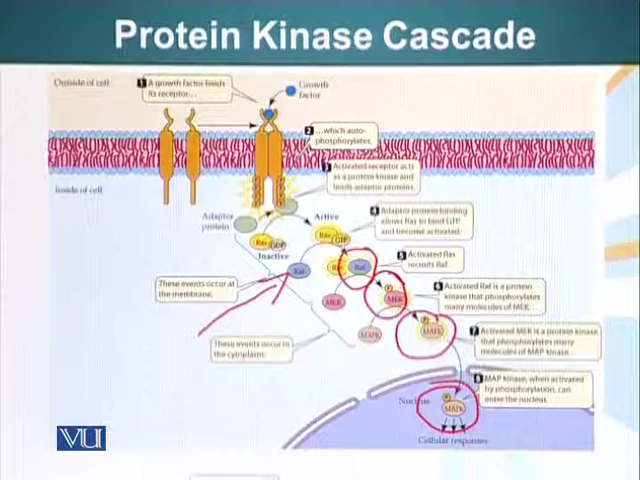 Protein Kinase Cascade
Outside of cell
1 A growth factor binds
its receptor...
Growth
factor
2 ...which auto-
phosphorylates.
3 Activated receptor acts
as a protein kinase and
binds adaptor proteins.
Inside of cell
Adaptor
protein
Active
4 Adaptor protein binding
allows Ras to bind GTP
and become activated.
Ras GDP
Ras GTP
Inactive
5 Activated Ras
recruits Raf.
Raf
Ras Raf
These events occur at
the membrane.
6 Activated Raf is a protein
kinase that phosphorylates
many molecules of MEK.
MEK
P
MEK
MAPK
P
MAPK
7 Activated MEK is a protein kinase
that phosphorylates many
molecules of MAP kinase.
These events occur in
the cytoplasm.
8 MAP kinase, when activated
by phosphorylation, can
enter the nucleus.
Nucleus
P
MAPK
Cellular responses
VU